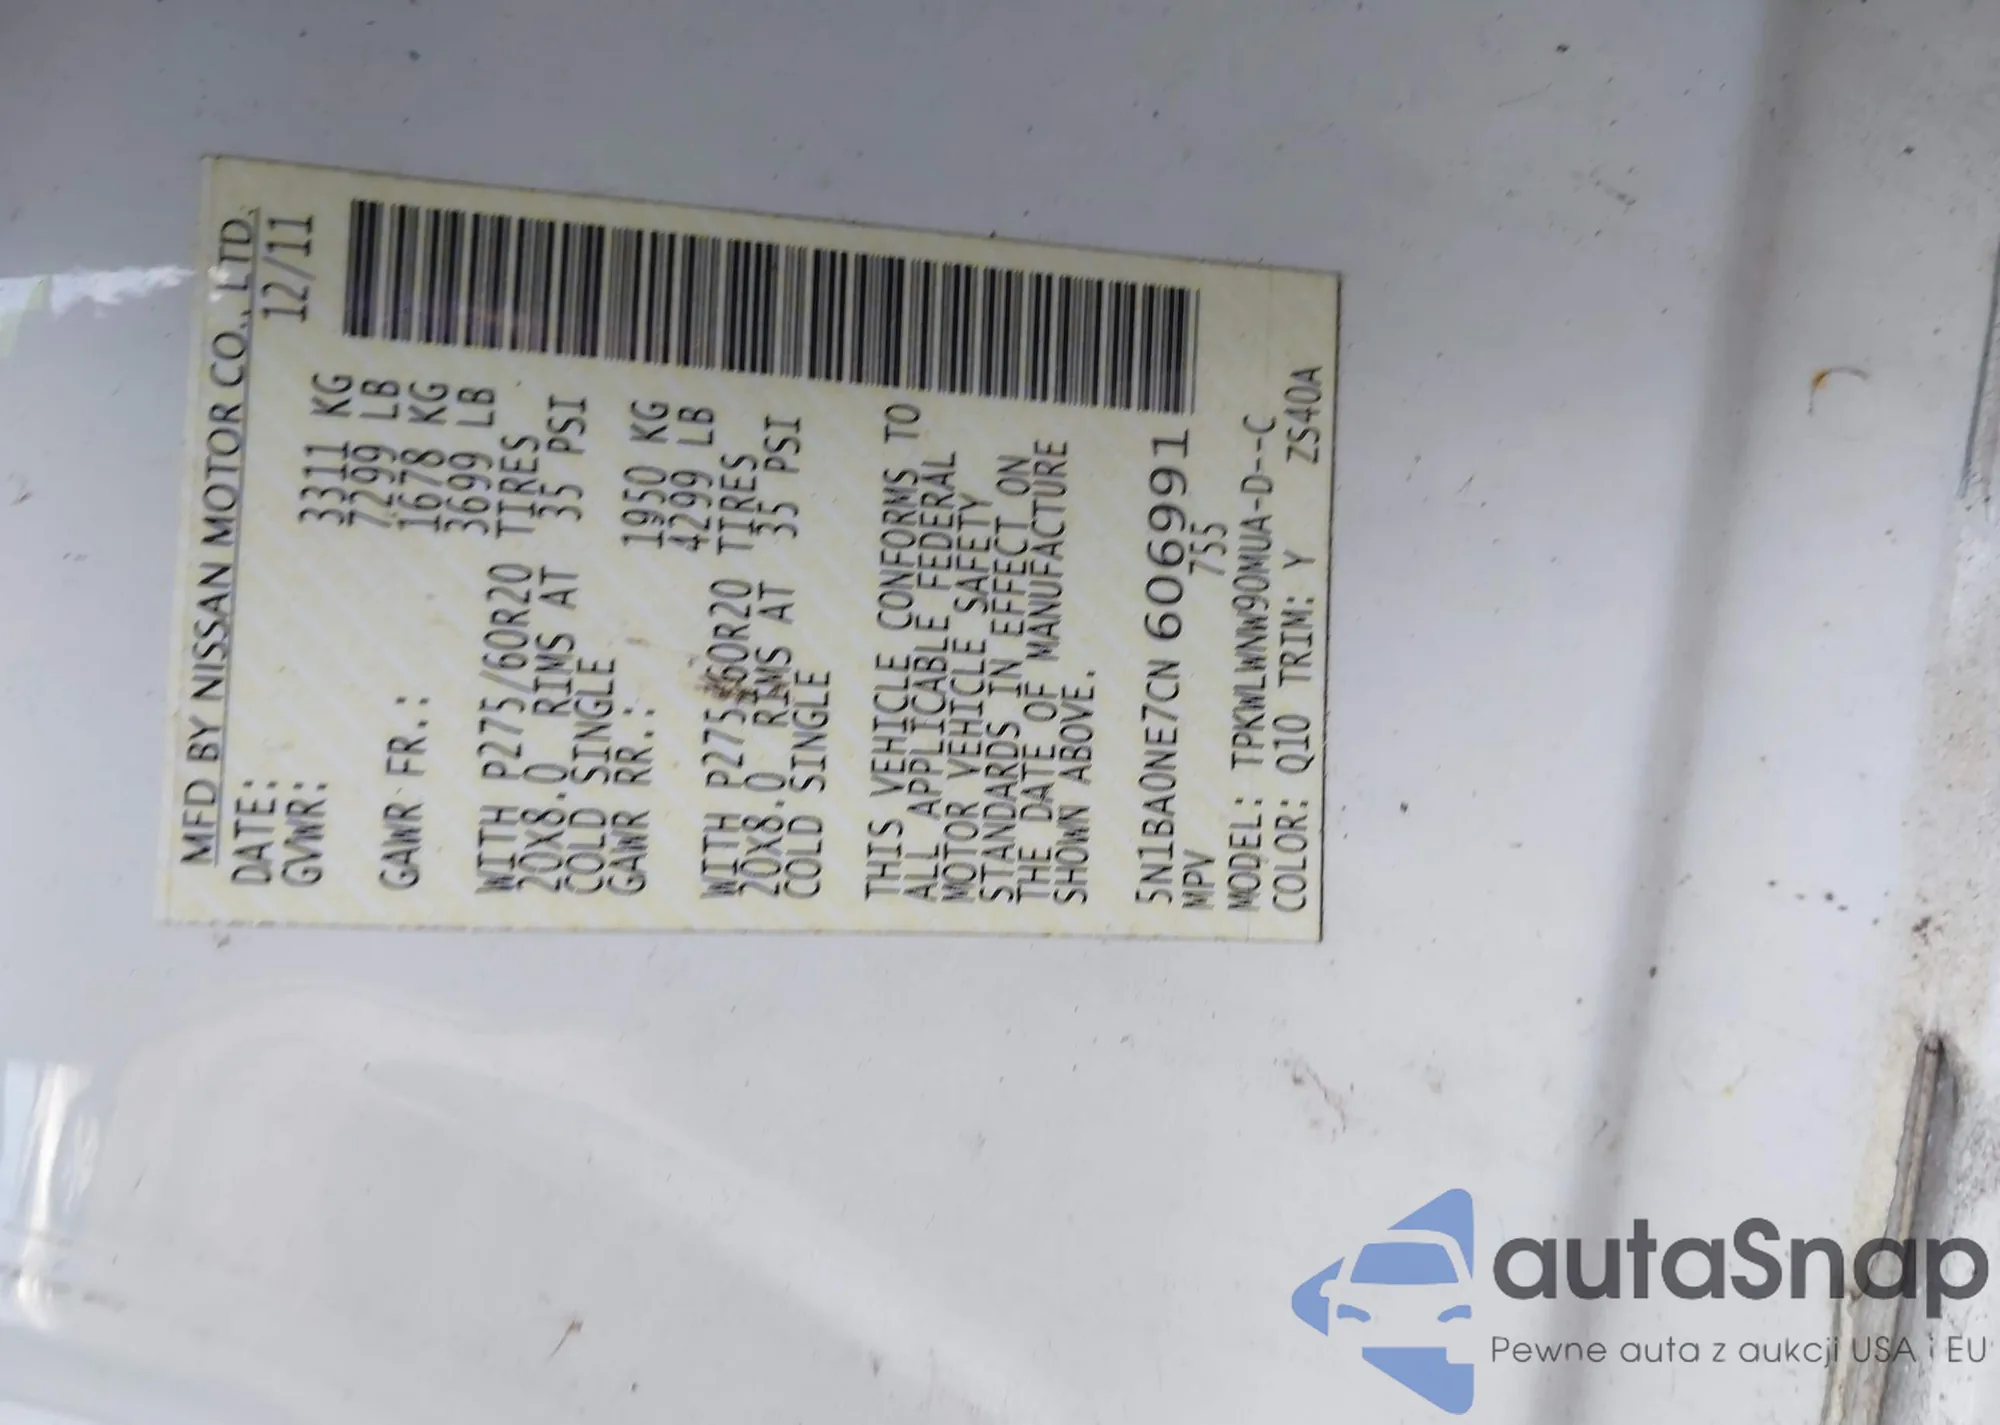 MFD BY NISSAN MOTOR CO., LTD.
DATE: 12/11
GVWR: 3311 KG
7299 LB
GAWR FR.: 1678 KG
3699 LB
WITH P275/60R20 TIRES
20X8.0 RIMS AT 35 PSI
COLD SINGLE
GAWR RR.: 1950 KG
4299 LB
WITH P275/60R20 TIRES
20X8.0 RIMS AT 35 PSI
COLD SINGLE
THIS VEHICLE CONFORMS TO
ALL APPLICABLE FEDERAL
MOTOR VEHICLE SAFETY
STANDARDS IN EFFECT ON
THE DATE OF MANUFACTURE
SHOWN ABOVE.
5N1BA0NE7CN 606991
MPV 755
MODEL: TPKWLWNW90MUA-D--C
COLOR: Q10 TRIM: Y ZS40A
autaSnap
Pewne auta z aukcji USA i EU